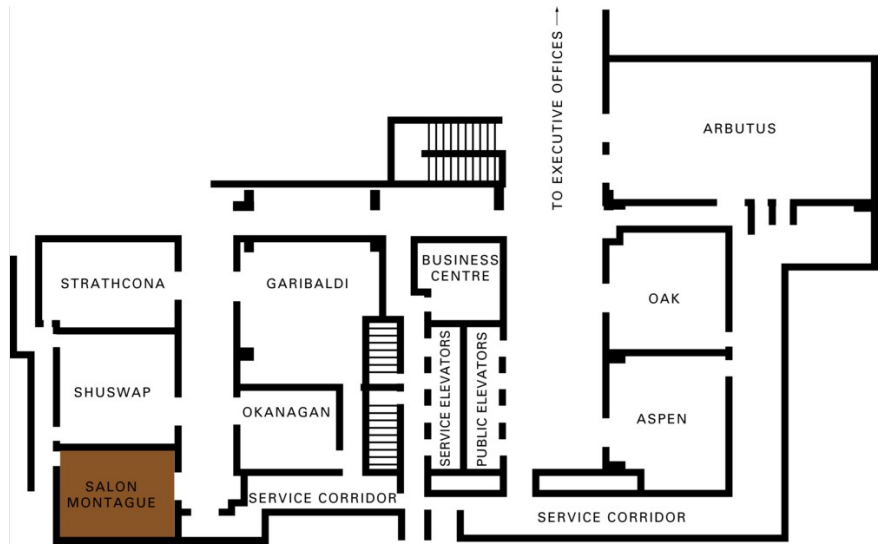 TO EXECUTIVE OFFICES →
ARBUTUS
STRATHCONA
GARIBALDI
BUSINESS
CENTRE
OAK
SHUSWAP
OKANAGAN
SERVICE ELEVATORS
PUBLIC ELEVATORS
ASPEN
SALON
MONTAGUE
SERVICE CORRIDOR
SERVICE CORRIDOR